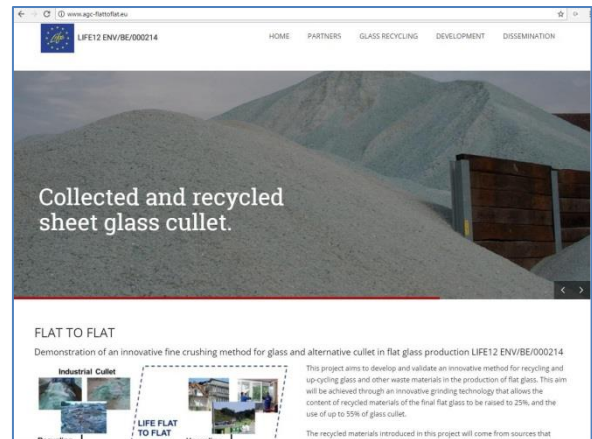 www.agc-flattoflat.eu
LIFE12 ENV/BE/000214
HOME PARTNERS GLASS RECYCLING DEVELOPMENT DISSEMINATION
Collected and recycled
sheet glass cullet.
FLAT TO FLAT
Demonstration of an innovative fine crushing method for glass and alternative cullet in flat glass production LIFE12 ENV/BE/000214
Industrial Cullet
LIFE FLAT
TO FLAT
This project aims to develop and validate an innovative method for recycling and
up-cycling glass and other waste materials in the production of flat glass. This aim
will be achieved through an innovative grinding technology that allows the
content of recycled materials of the final flat glass to be raised to 25%, and the
use of up to 55% of glass cullet.
The recycled materials introduced in this project will come from sources that